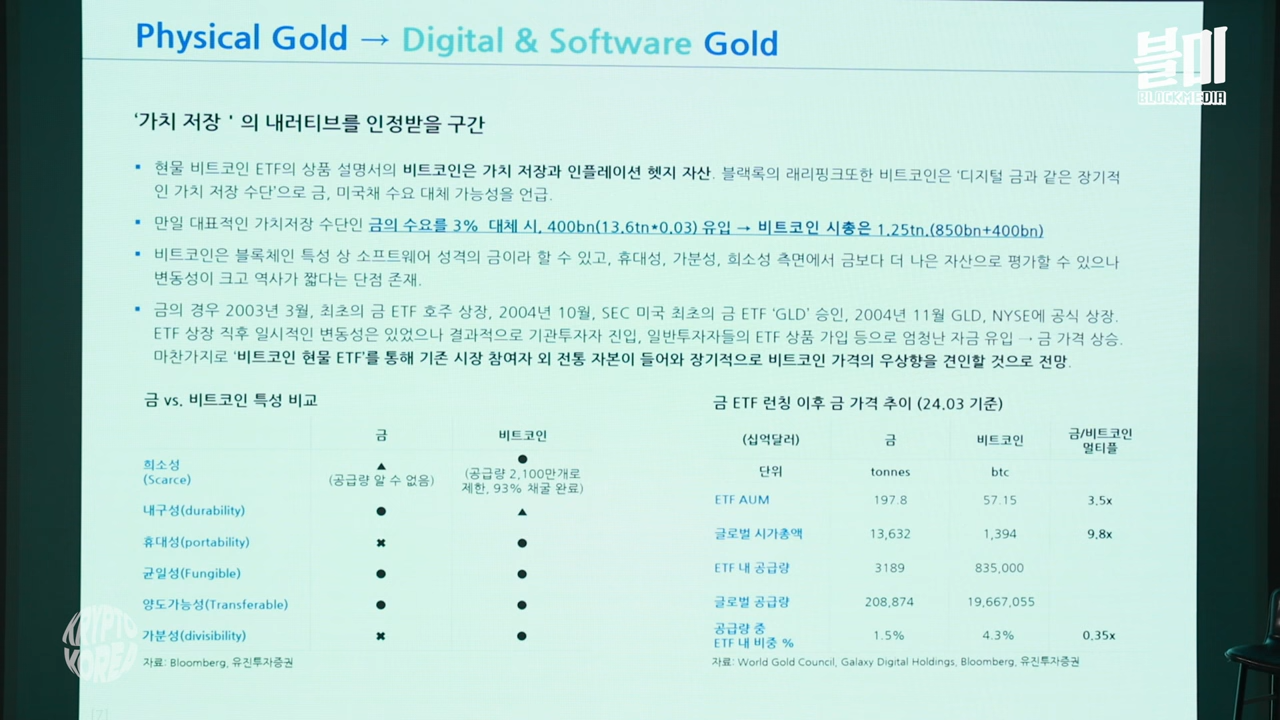 Physical Gold → Digital & Software Gold
블미
BLOCKMEDIA
'가치 저장 ' 의 내러티브를 인정받을 구간
▪ 현물 비트코인 ETF의 상품 설명서의 비트코인은 가치 저장과 인플레이션 헷지 자산. 블랙록의 래리핑크또한 비트코인은 '디지털 금과 같은 장기적
인 가치 저장 수단'으로 금, 미국채 수요 대체 가능성을 언급.
▪ 만일 대표적인 가치저장 수단인 금의 수요를 3% 대체 시, 400bn(13.6tn*0.03) 유입 → 비트코인 시총은 1.25tn.(850bn+400bn)
▪ 비트코인은 블록체인 특성 상 소프트웨어 성격의 금이라 할 수 있고, 휴대성, 가분성, 희소성 측면에서 금보다 더 나은 자산으로 평가할 수 있으나
변동성이 크고 역사가 짧다는 단점 존재.
▪ 금의 경우 2003년 3월, 최초의 금 ETF 호주 상장, 2004년 10월, SEC 미국 최초의 금 ETF 'GLD' 승인, 2004년 11월 GLD, NYSE에 공식 상장.
ETF 상장 직후 일시적인 변동성은 있었으나 결과적으로 기관투자자 진입, 일반투자자들의 ETF 상품 가입 등으로 엄청난 자금 유입 → 금 가격 상승.
마찬가지로 '비트코인 현물 ETF'를 통해 기존 시장 참여자 외 전통 자본이 들어와 장기적으로 비트코인 가격의 우상향을 견인할 것으로 전망.
금 vs. 비트코인 특성 비교
금 비트코인
희소성
(Scarce)
▲ ●
(공급량 알 수 없음) (공급량 2,100만개로
제한, 93% 채굴 완료)
내구성(durability) ● ▲
휴대성(portability) ✖ ●
균일성(Fungible) ● ●
양도가능성(Transferable) ● ●
가분성(divisibility) ✖ ●
자료: Bloomberg, 유진투자증권
금 ETF 런칭 이후 금 가격 추이 (24.03 기준)
(십억달러) 금 비트코인 금/비트코인
멀티플
단위 tonnes btc
ETF AUM 197.8 57.15 3.5x
글로벌 시가총액 13,632 1,394 9.8x
ETF 내 공급량 3189 835,000
글로벌 공급량 208,874 19,667,055
공급량 중
ETF 내 비중 % 1.5% 4.3% 0.35x
자료: World Gold Council, Galaxy Digital Holdings, Bloomberg, 유진투자증권
KRYPTO
KOREA
[7]